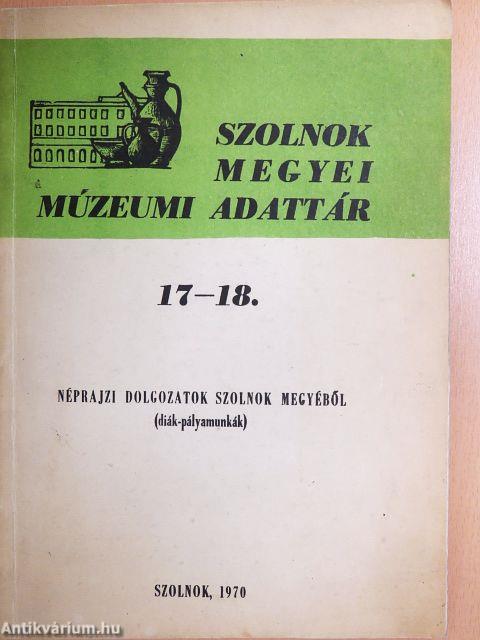 SZOLNOK
MEGYEI
MÚZEUMI ADATTÁR
17—18.
NÉPRAJZI DOLGOZATOK SZOLNOK MEGYÉBŐL
(diák-pályamunkák)
SZOLNOK, 1970
Antikvárium.hu